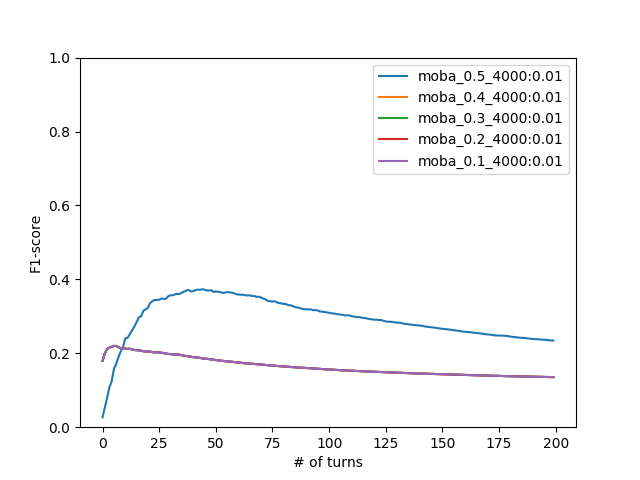 1.0
0.8
0.6
0.4
0.2
0.0
F1-score
0
25
50
75
100
125
150
175
200
# of turns
moba_0.5_4000:0.01
moba_0.4_4000:0.01
moba_0.3_4000:0.01
moba_0.2_4000:0.01
moba_0.1_4000:0.01